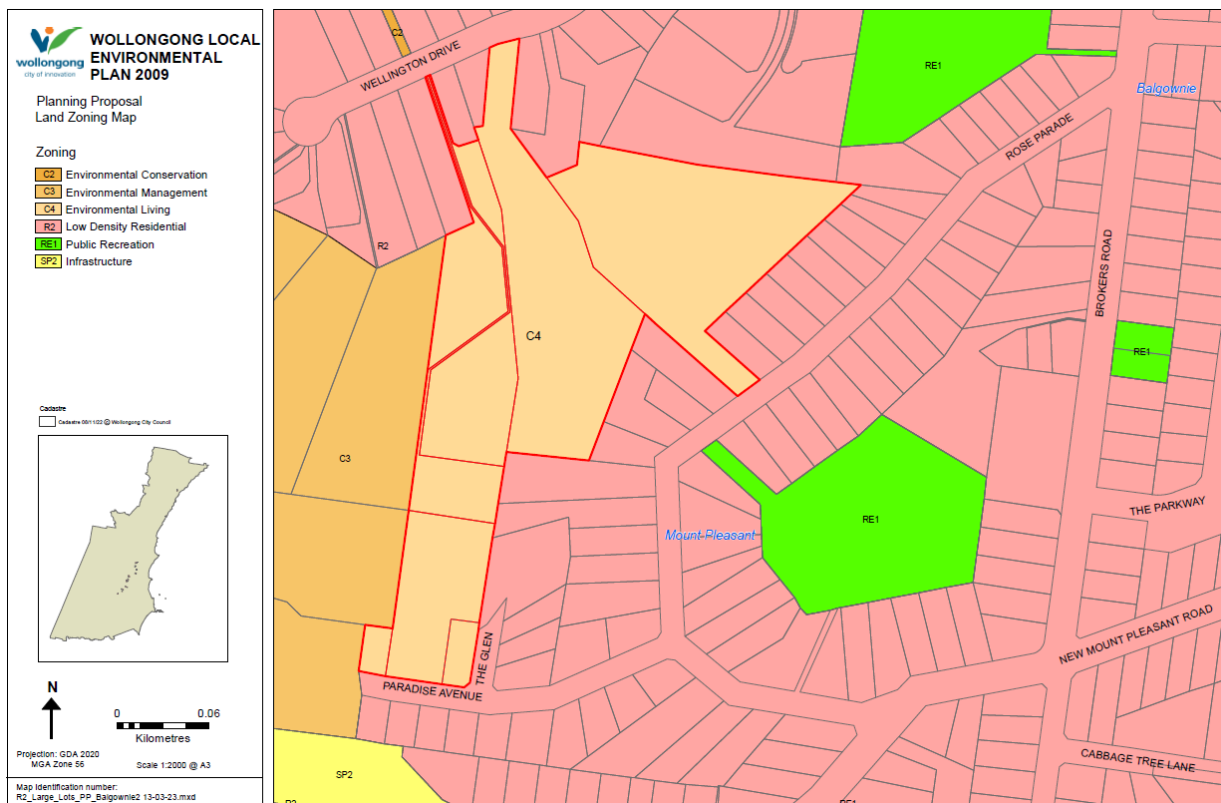 wollongong
city of innovation
WOLLONGONG LOCAL
ENVIRONMENTAL
PLAN 2009
Planning Proposal
Land Zoning Map
Zoning
C2 Environmental Conservation
C3 Environmental Management
C4 Environmental Living
R2 Low Density Residential
RE1 Public Recreation
SP2 Infrastructure
Cadastre
Cadastre 08/11/22 © Wollongong City Council
N
0 0.06
Kilometres
Projection: GDA 2020
MGA Zone 56
Scale 1:2000 @ A3
Map Identification number:
R2_Large_Lots_PP_Balgownie2 13-03-23.mxd
C2
WELLINGTON DRIVE
RE1
Balgownie
ROSE PARADE
R2
BROKERS ROAD
C4
RE1
C3
THE PARKWAY
RE1
Mount Pleasant
NEW MOUNT PLEASANT ROAD
THE GLEN
PARADISE AVENUE
CABBAGE TREE LANE
SP2
RE1